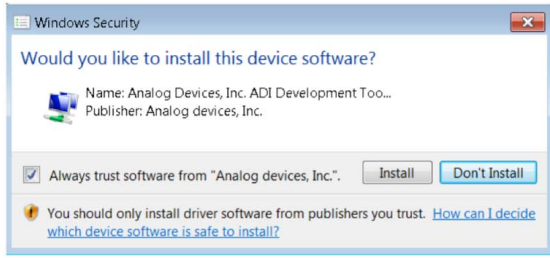 Windows Security
Would you like to install this device software?
Name: Analog Devices, Inc. ADI Development Too...
Publisher: Analog devices, Inc.
Always trust software from "Analog devices, Inc.".
Install
Don't Install
You should only install driver software from publishers you trust. How can I decide
which device software is safe to install?